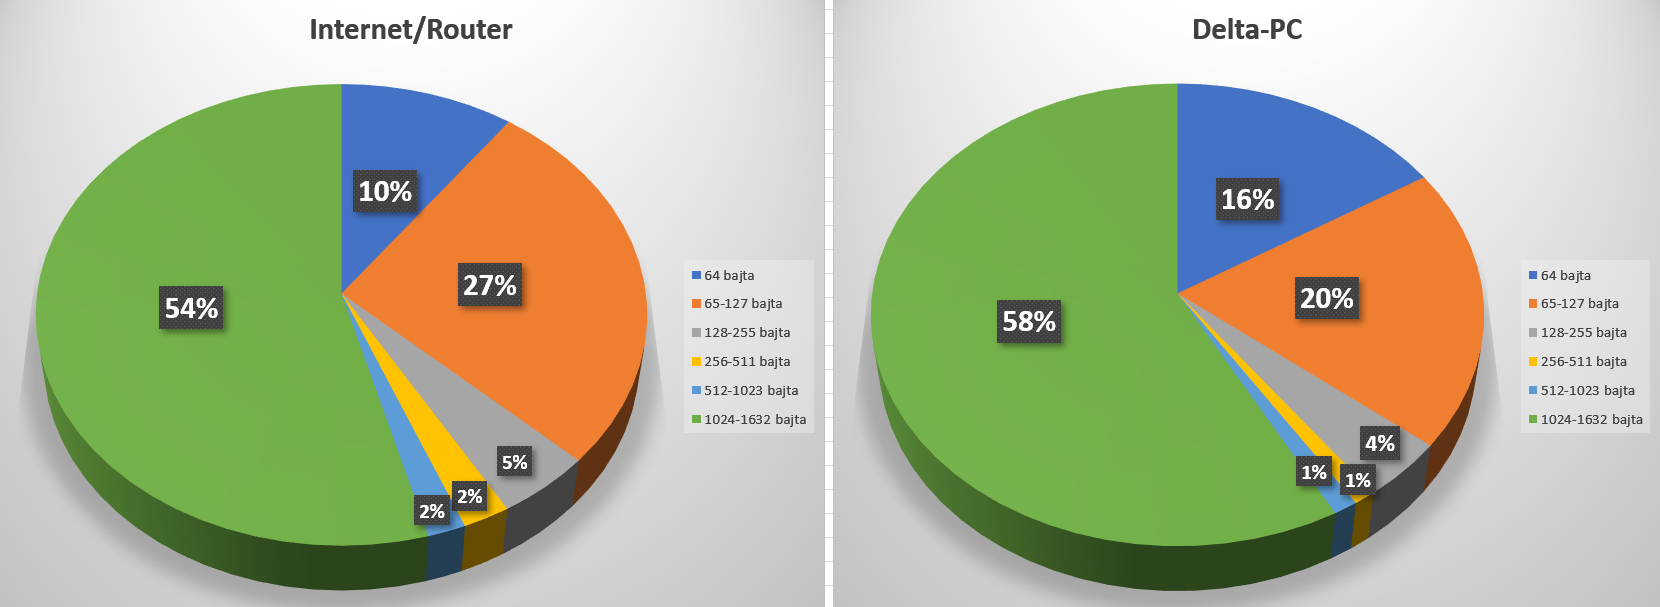 Internet/Router
10%
27%
54%
5%
2%
2%
64 bajta
65-127 bajta
128-255 bajta
256-511 bajta
512-1023 bajta
1024-1632 bajta
Delta-PC
16%
20%
58%
4%
1%
1%
64 bajta
65-127 bajta
128-255 bajta
256-511 bajta
512-1023 bajta
1024-1632 bajta